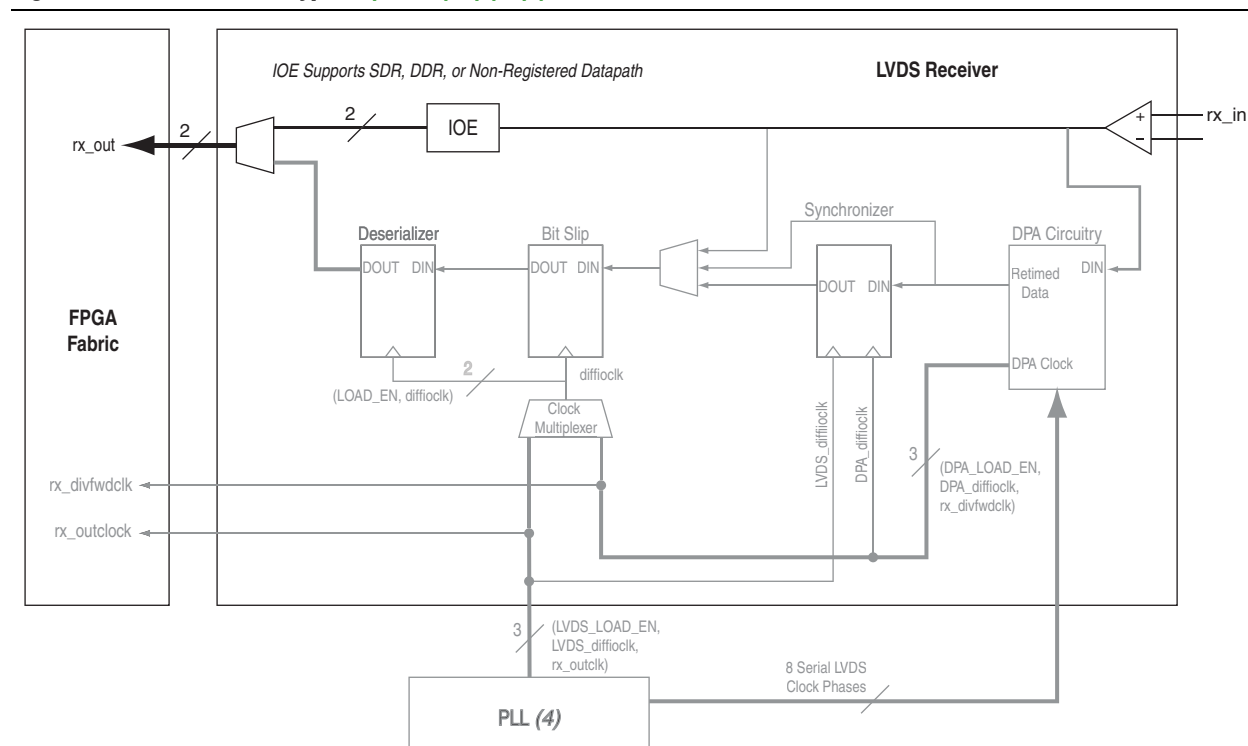 IOE Supports SDR, DDR, or Non-Registered Datapath
LVDS Receiver
rx_in
+
–
2
2
IOE
rx_out
Synchronizer
Deserializer
Bit Slip
DPA Circuitry
DOUT DIN
DOUT DIN
DOUT DIN
Retimed
Data
DIN
FPGA
Fabric
DPA Clock
2
(LOAD_EN, diffioclk)
diffioclk
Clock
Multiplexer
LVDS_diffiioclk
DPA_diffioclk
3
(DPA_LOAD_EN,
DPA_diffioclk,
rx_divfwdclk)
rx_divfwdclk
rx_outclock
3
(LVDS_LOAD_EN,
LVDS_diffioclk,
rx_outclk)
8 Serial LVDS
Clock Phases
PLL (4)